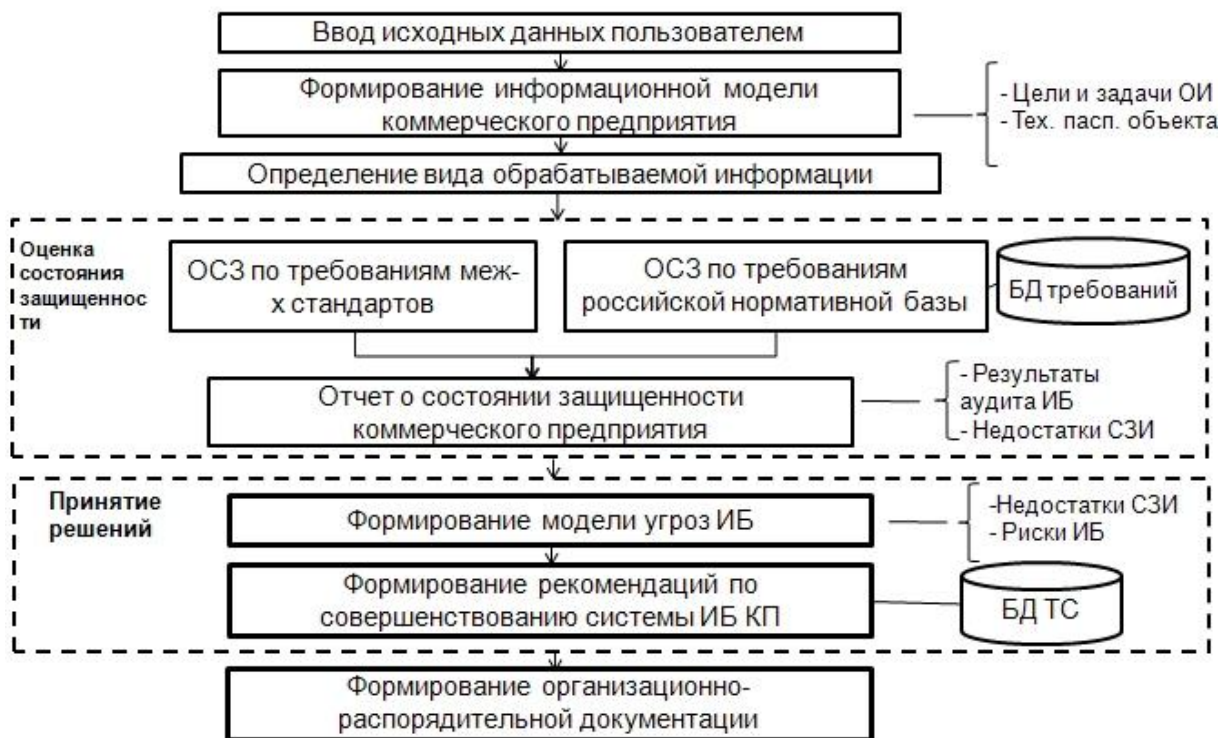 Ввод исходных данных пользователем
Формирование информационной модели
коммерческого предприятия
- Цели и задачи ОИ
- Тех. пасп. объекта
Определение вида обрабатываемой информации
Оценка
состояния
защищеннос
ти
ОСЗ по требованиям меж-
х стандартов
ОСЗ по требованиям
российской нормативной базы
БД требований
Отчет о состоянии защищенности
коммерческого предприятия
- Результаты
аудита ИБ
- Недостатки СЗИ
Принятие
решений
Формирование модели угроз ИБ
-Недостатки СЗИ
- Риски ИБ
Формирование рекомендаций по
совершенствованию системы ИБ КП
БД ТС
Формирование организационно-
распорядительной документации